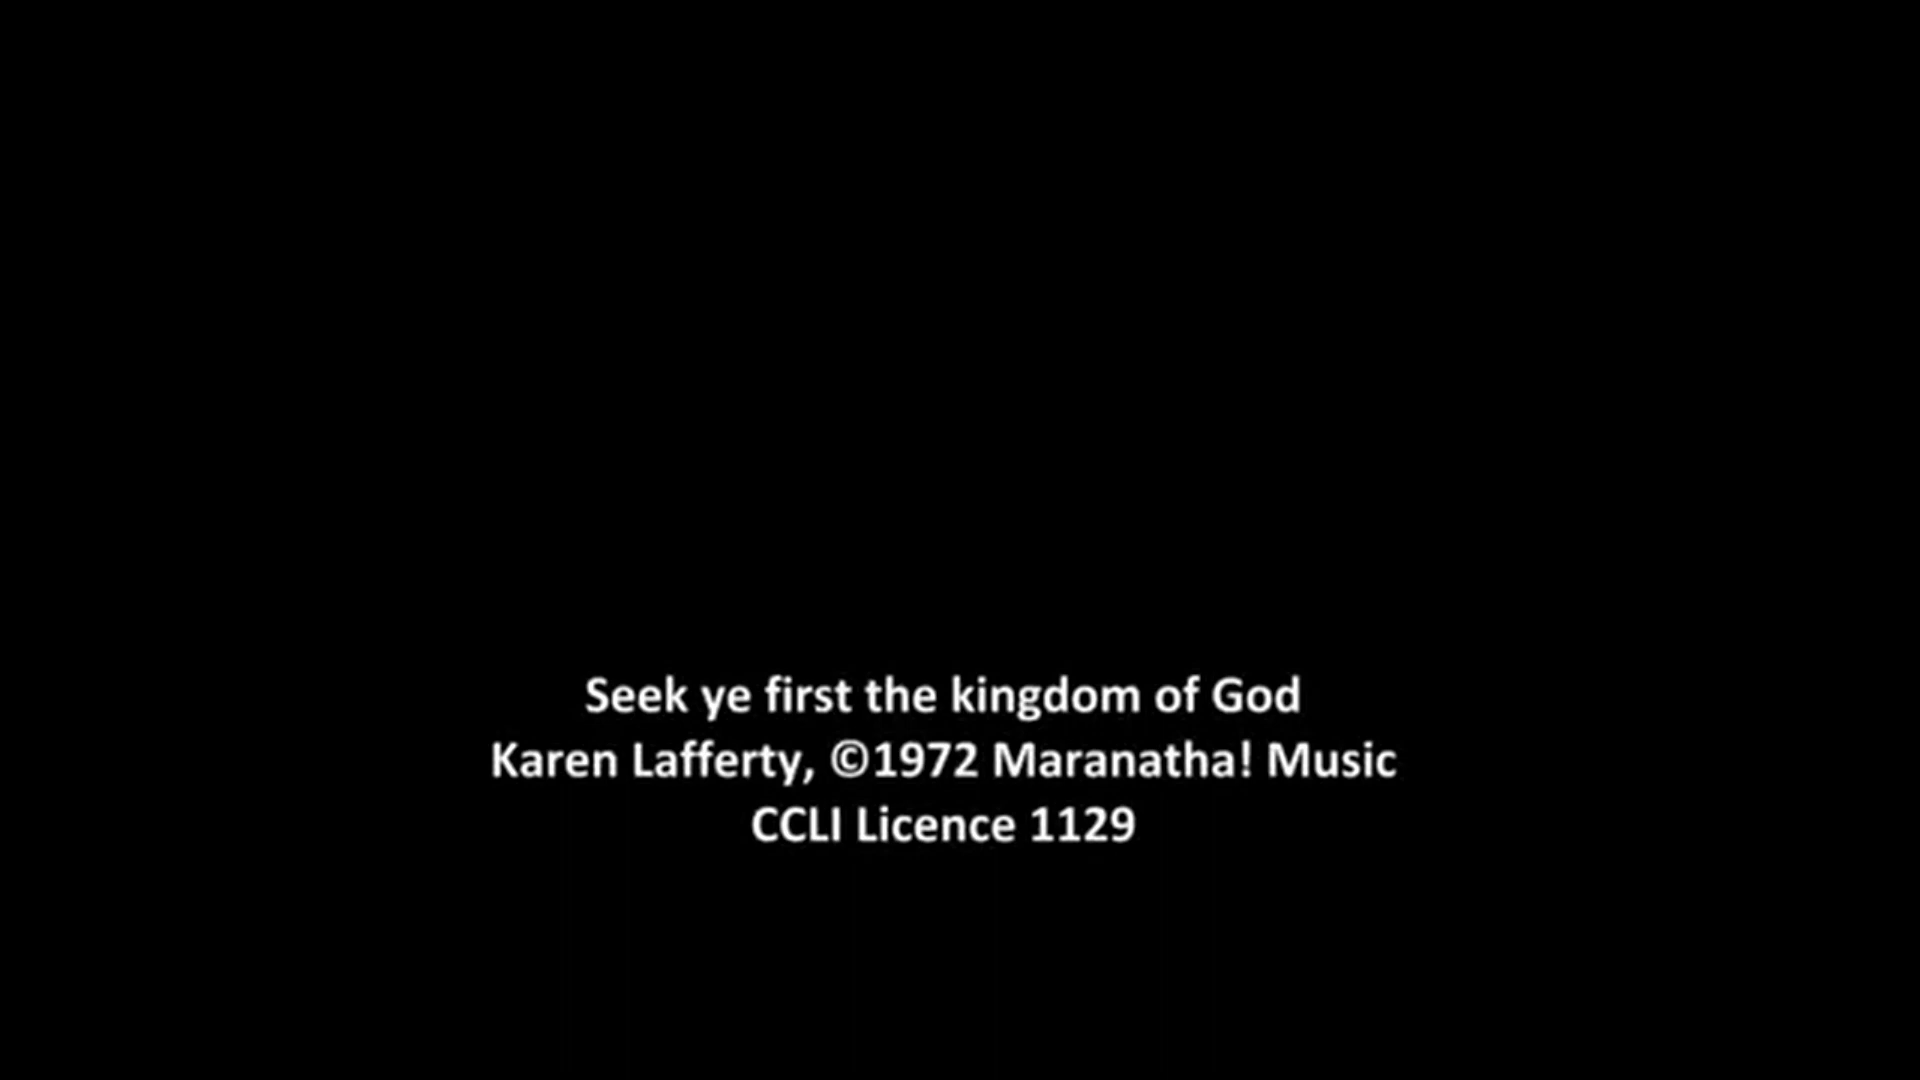 Seek ye first the kingdom of God
Karen Lafferty, ©1972 Maranatha! Music
CCLI Licence 1129